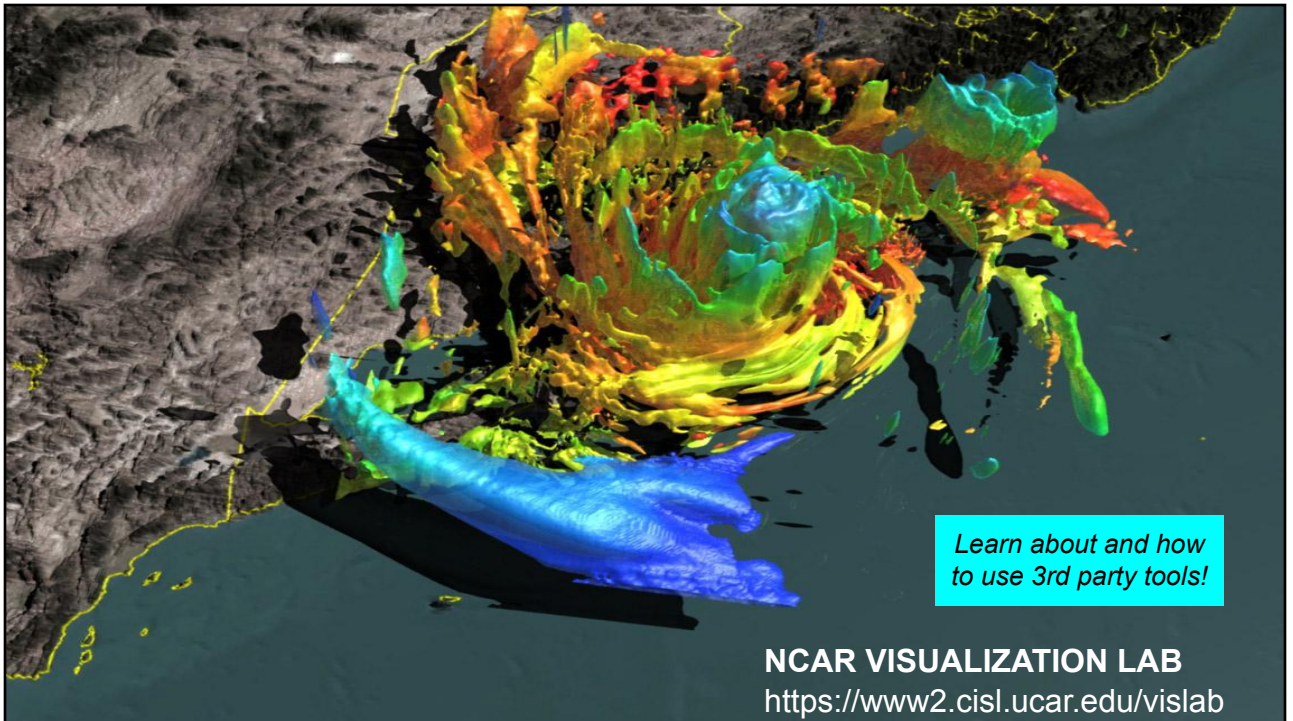 Learn about and how
to use 3rd party tools!
NCAR VISUALIZATION LAB
https://www2.cisl.ucar.edu/vislab